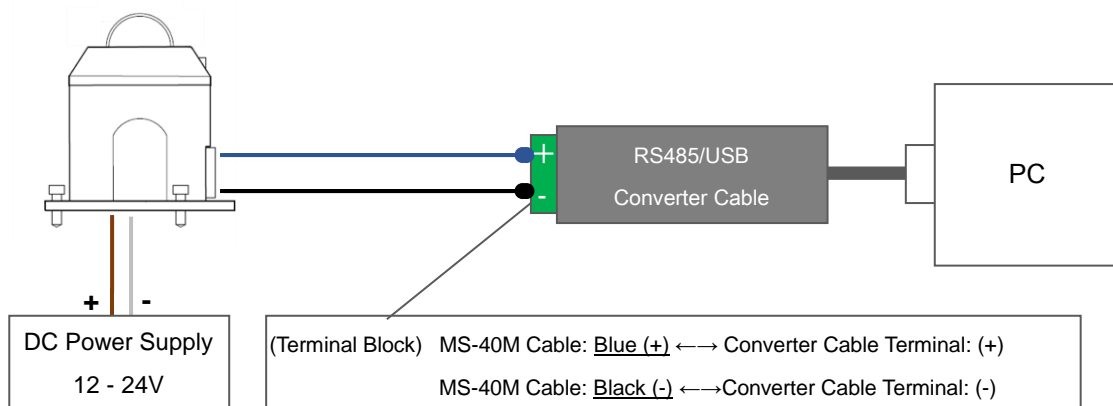 +
-
RS485/USB
Converter Cable
PC
+ -
DC Power Supply
12 - 24V
(Terminal Block) MS-40M Cable: Blue (+) ←→ Converter Cable Terminal: (+)
MS-40M Cable: Black (-) ←→Converter Cable Terminal: (-)